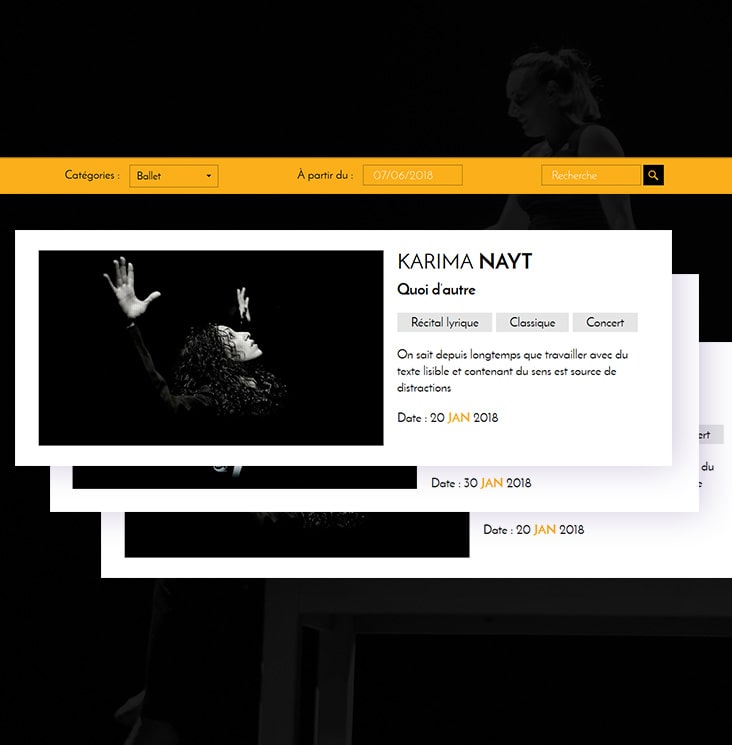 Catégories : Ballet À partir du : 07/06/2018 Recherche
KARIMA NAYT
Quoi d'autre
Récital lyrique Classique Concert
On sait depuis longtemps que travailler avec du
texte lisible et contenant du sens est source de
distractions
Date : 20 JAN 2018
ert
du
e
Date : 30 JAN 2018
Date : 20 JAN 2018